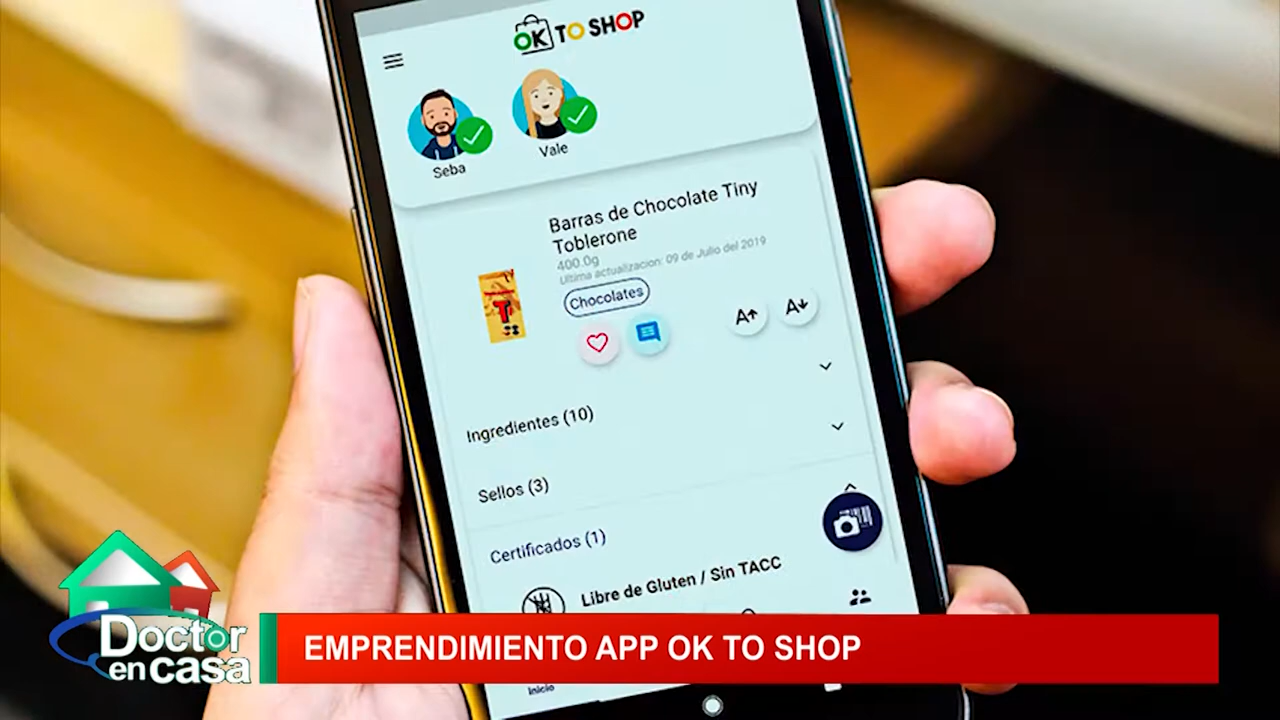 OK TO SHOP
Seba
Vale
Barras de Chocolate Tiny
Toblerone
400.0g
Ultima actualizacion: 09 de Julio del 2019
Chocolates
A
A
Ingredientes (10)
Sellos (3)
Certificados (1)
Libre de Gluten / Sin TACC
Inicio
Doctor
en casa
EMPRENDIMIENTO APP OK TO SHOP